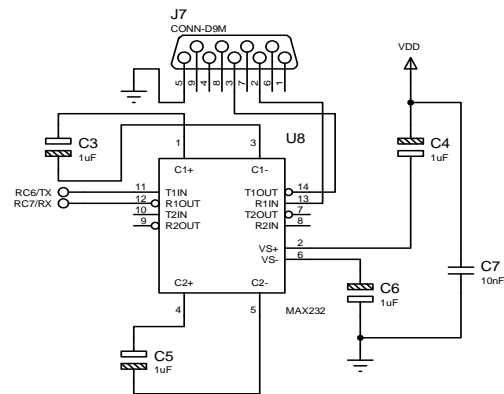 J7
CONN-D9M
VDD
5 9 4 8 3 7 2 6 1
C3
1uF
1
3
U8
C4
1uF
C1+
C1-
RC6/TX
11
T1IN
T1OUT
14
RC7/RX
12
R1OUT
R1IN
13
10
T2IN
T2OUT
7
9
R2OUT
R2IN
8
VS+
2
VS-
6
C7
10nF
C2+
C2-
C6
1uF
4
5
MAX232
C5
1uF